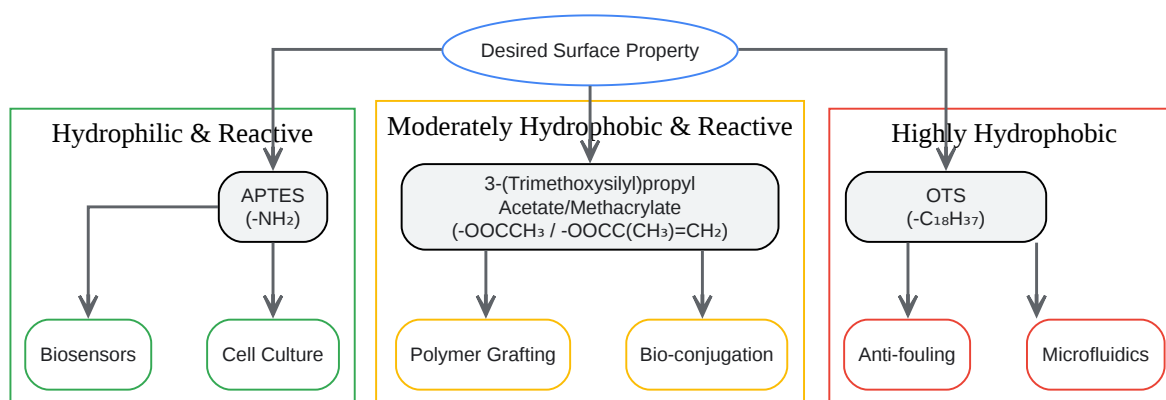 Desired Surface Property
Hydrophilic & Reactive
Moderately Hydrophobic & Reactive
Highly Hydrophobic
APTES
(-NH₂)
3-(Trimethoxysilyl)propyl
Acetate/Methacrylate
(-OOCCH₃ / -OOCC(CH₃)=CH₂)
OTS
(-C₁₈H₃₇)
Biosensors
Cell Culture
Polymer Grafting
Bio-conjugation
Anti-fouling
Microfluidics